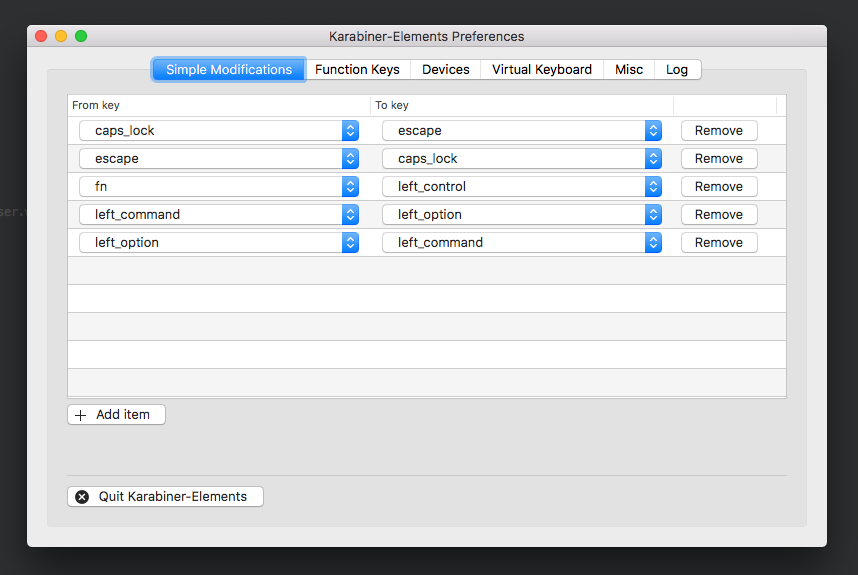 Karabiner-Elements Preferences
Simple Modifications Function Keys Devices Virtual Keyboard Misc Log
From key To key
caps_lock escape Remove
escape caps_lock Remove
fn left_control Remove
left_command left_option Remove
left_option left_command Remove
Add item
Quit Karabiner-Elements